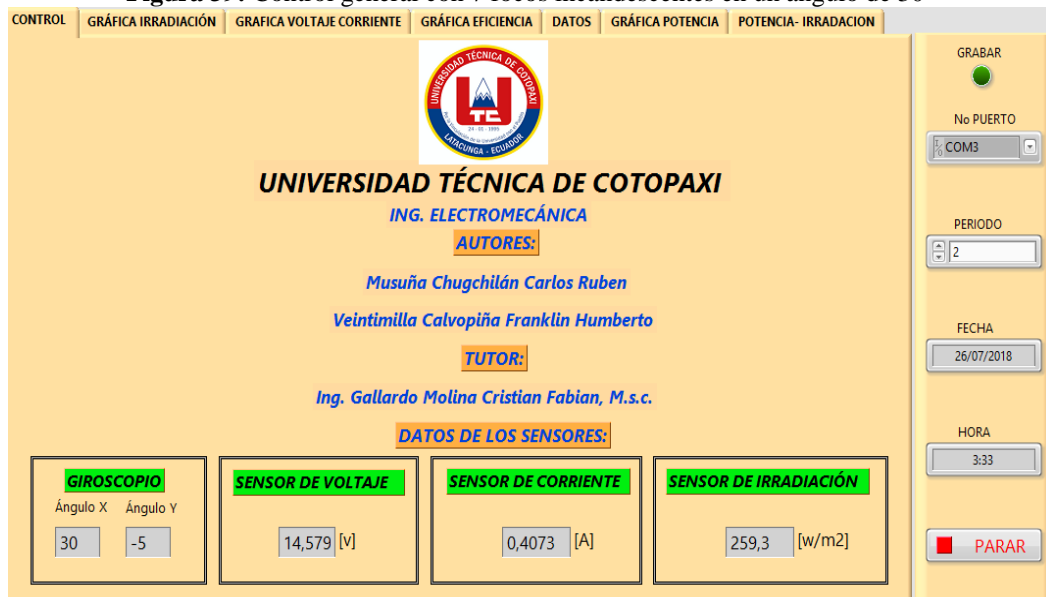 CONTROL GRÁFICA IRRADIACIÓN GRAFICA VOLTAJE CORRIENTE GRÁFICA EFICIENCIA DATOS GRÁFICA POTENCIA POTENCIA- IRRADACION
UNIVERSIDAD TÉCNICA DE COTOPAXI
UTC
24 - 01 - 1995
LATACUNGA - ECUADOR
UNIVERSIDAD TÉCNICA DE COTOPAXI
ING. ELECTROMECÁNICA
AUTORES:
Musuña Chugchilán Carlos Ruben
Veintimilla Calvopiña Franklin Humberto
TUTOR:
Ing. Gallardo Molina Cristian Fabian, M.s.c.
DATOS DE LOS SENSORES:
GIROSCOPIO
Ángulo X Ángulo Y
30 -5
SENSOR DE VOLTAJE
14,579 [v]
SENSOR DE CORRIENTE
0,4073 [A]
SENSOR DE IRRADIACIÓN
259,3 [w/m2]
GRABAR
No PUERTO
COM3
PERIODO
2
FECHA
26/07/2018
HORA
3:33
PARAR